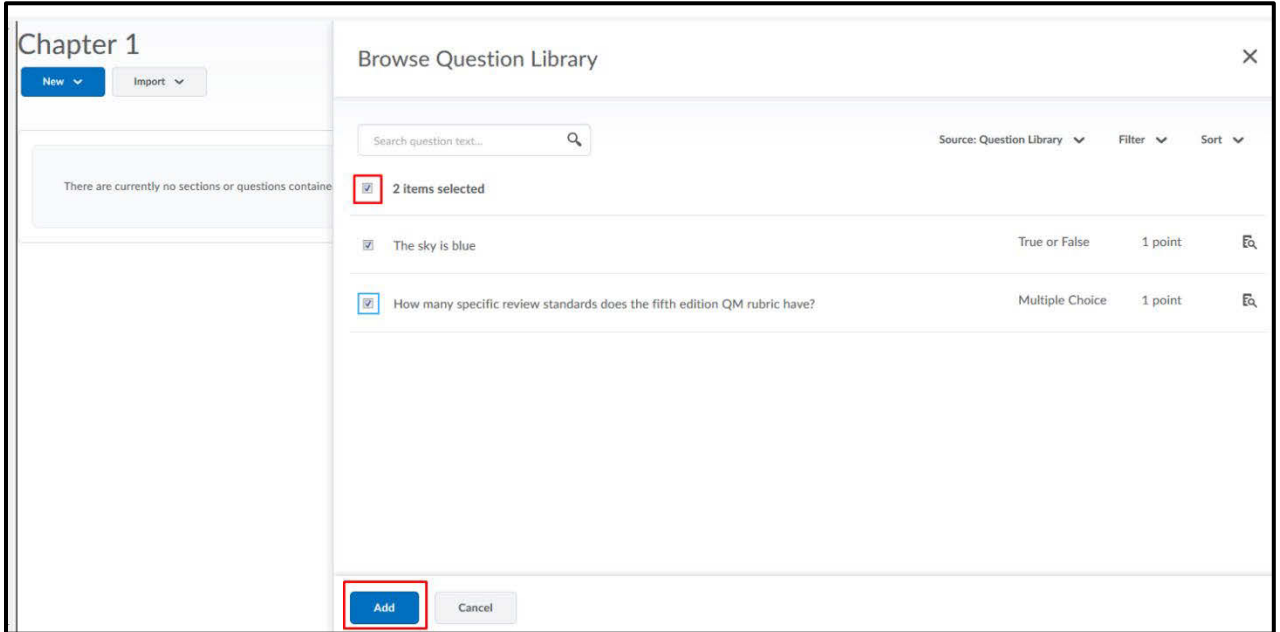 Chapter 1
New
Import
There are currently no sections or questions containe
Browse Question Library
Search question text...
Source: Question Library
Filter
Sort
2 items selected
The sky is blue True or False 1 point
How many specific review standards does the fifth edition QM rubric have? Multiple Choice 1 point
Add
Cancel